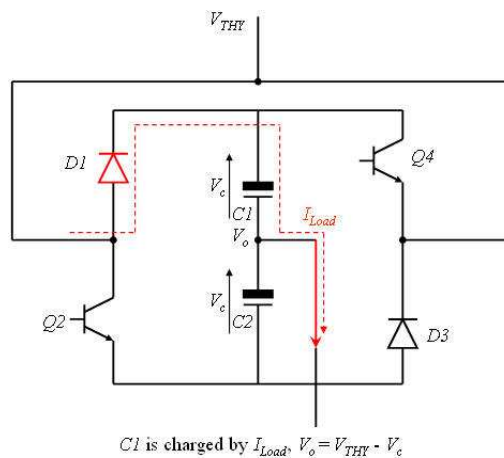 V_THY
D1
Q4
V_c
C1
I_Load
V_o
V_c
C2
Q2
D3
C1 is charged by I_Load, V_o = V_THY - V_c